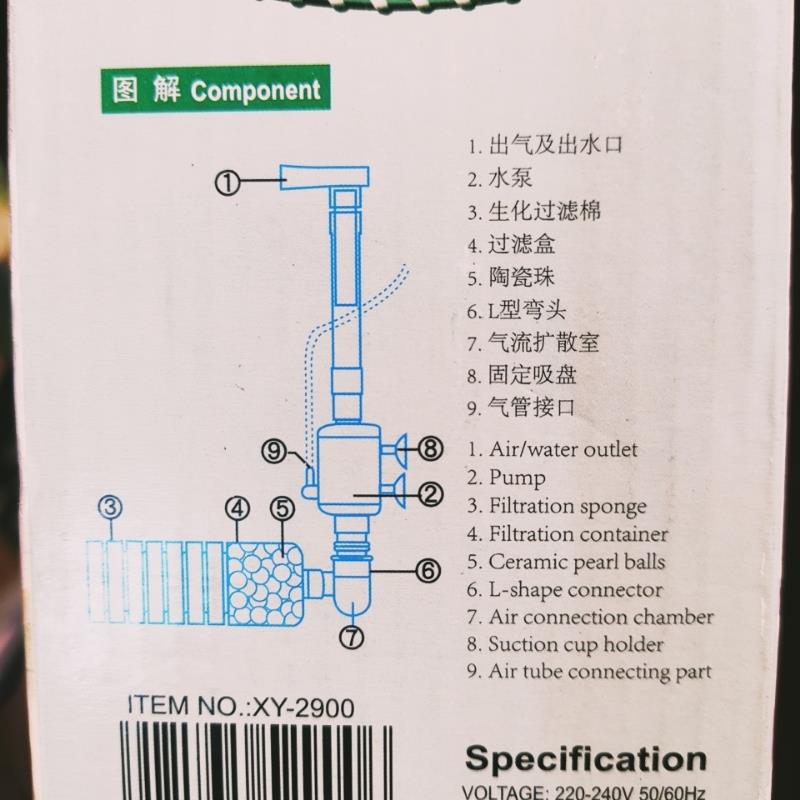 图 解 Component
1. 出气及出水口
2. 水泵
3. 生化过滤棉
4. 过滤盒
5. 陶瓷珠
6. L型弯头
7. 气流扩散室
8. 固定吸盘
9. 气管接口
1. Air/water outlet
2. Pump
3. Filtration sponge
4. Filtration container
5. Ceramic pearl balls
6. L-shape connector
7. Air connection chamber
8. Suction cup holder
9. Air tube connecting part
①
⑨
⑧
②
③
④
⑤
⑥
⑦
ITEM NO.:XY-2900
Specification
VOLTAGE: 220-240V 50/60Hz